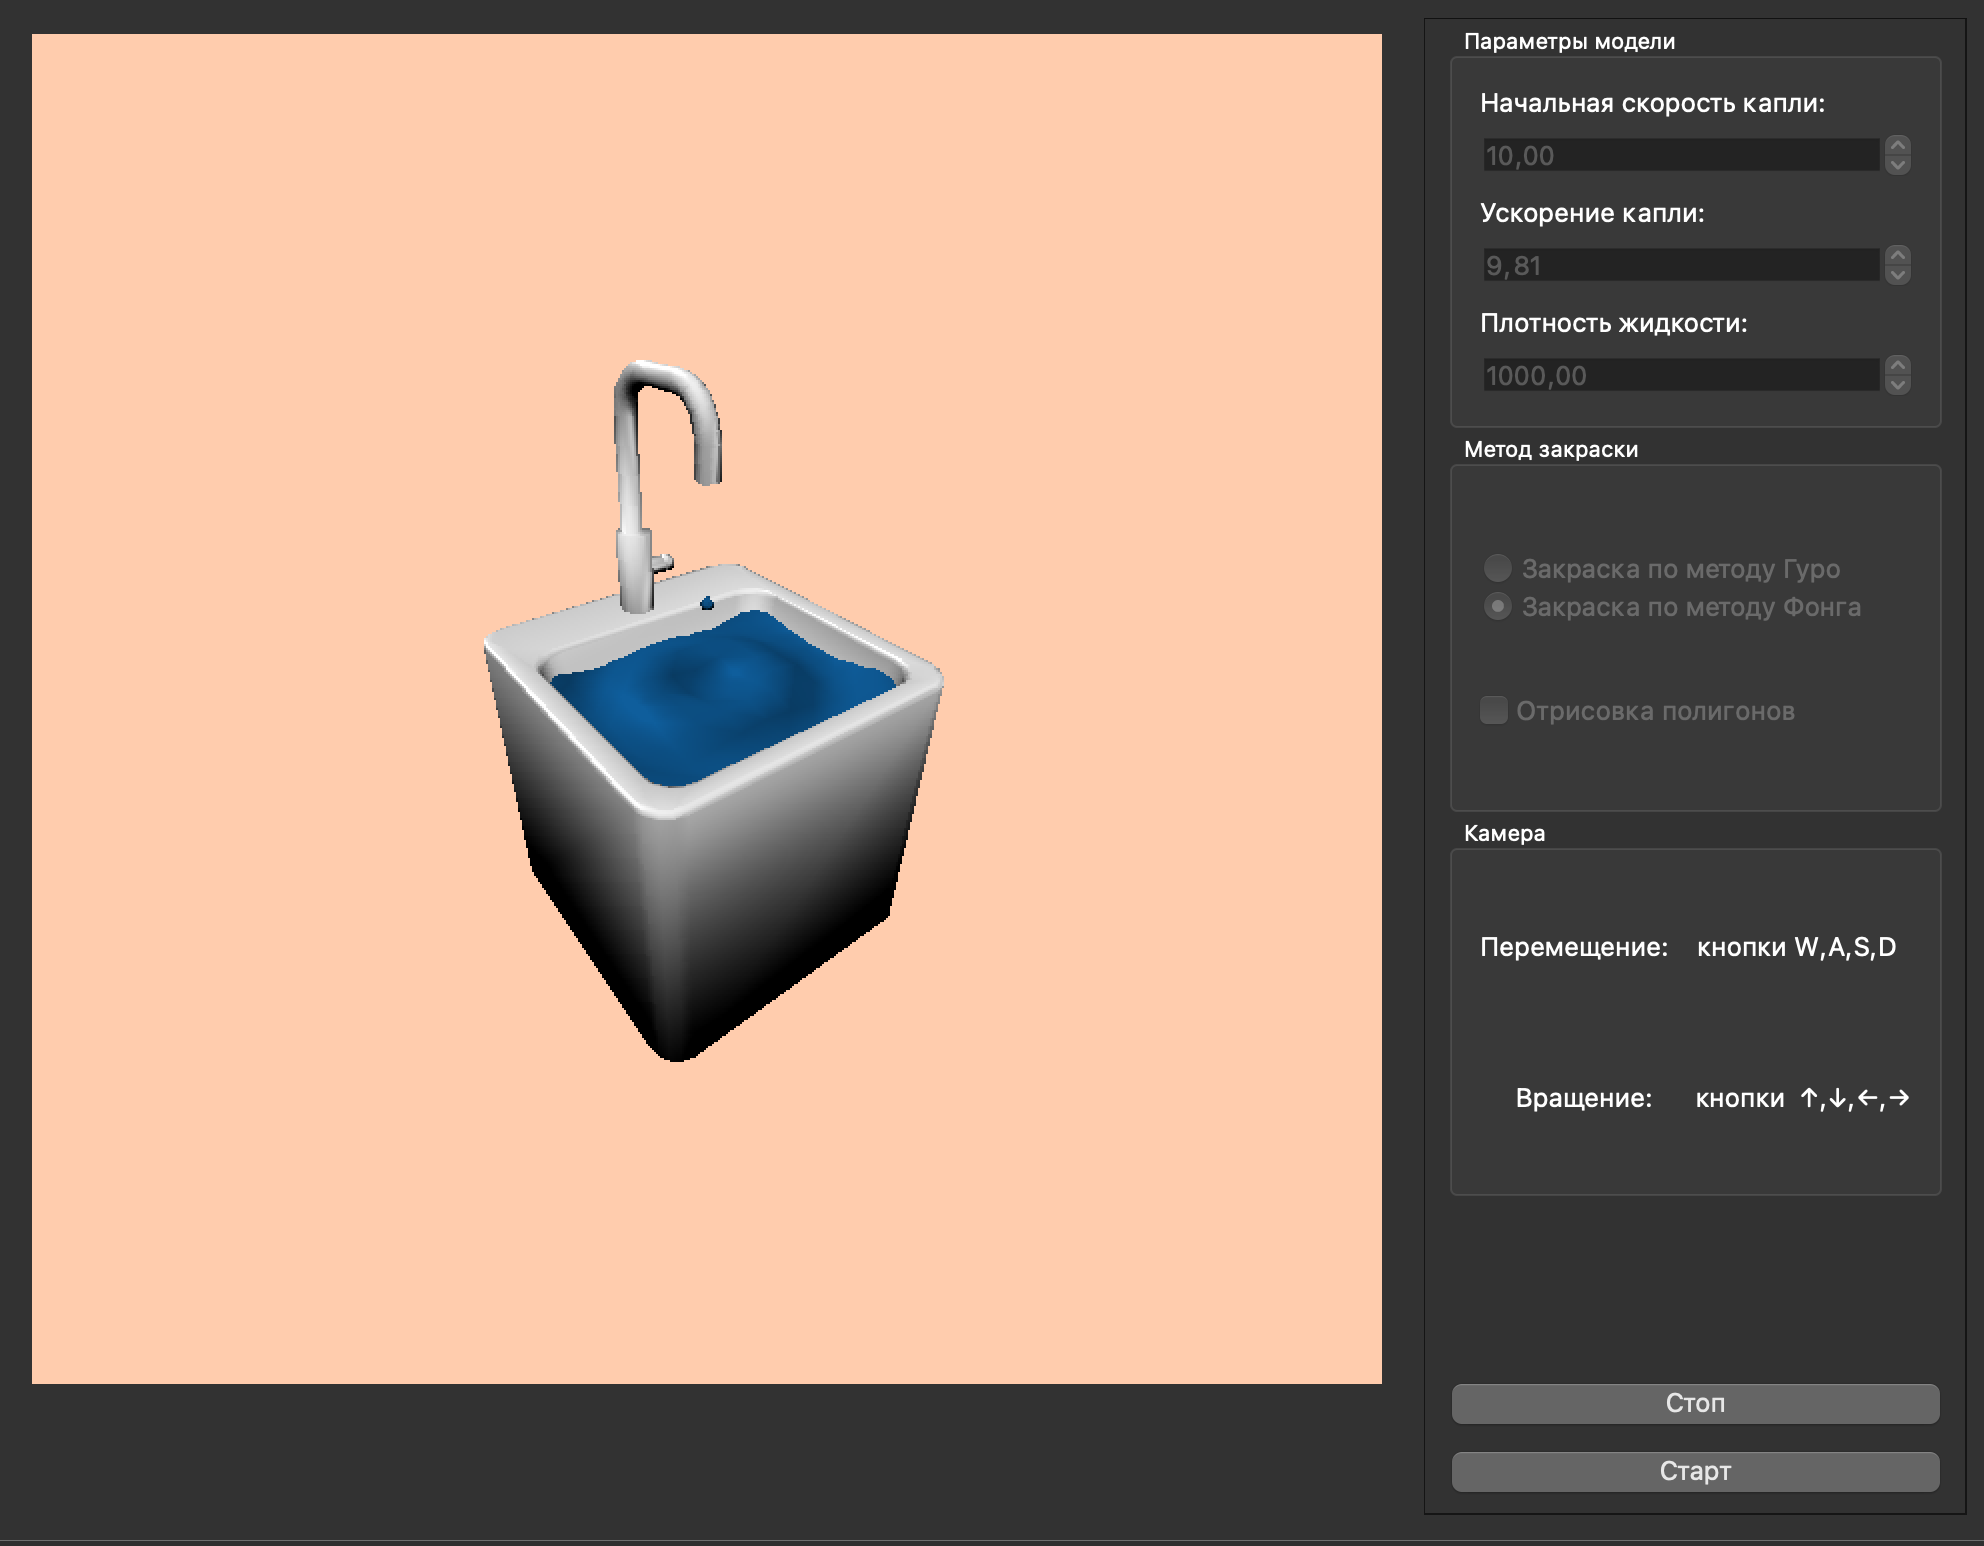 Параметры модели
Начальная скорость капли:
10,00
Ускорение капли:
9,81
Плотность жидкости:
1000,00
Метод закраски
Закраска по методу Гуро
Закраска по методу Фонга
Отрисовка полигонов
Камера
Перемещение: кнопки W,A,S,D
Вращение: кнопки ↑,↓,←,→
Стоп
Старт